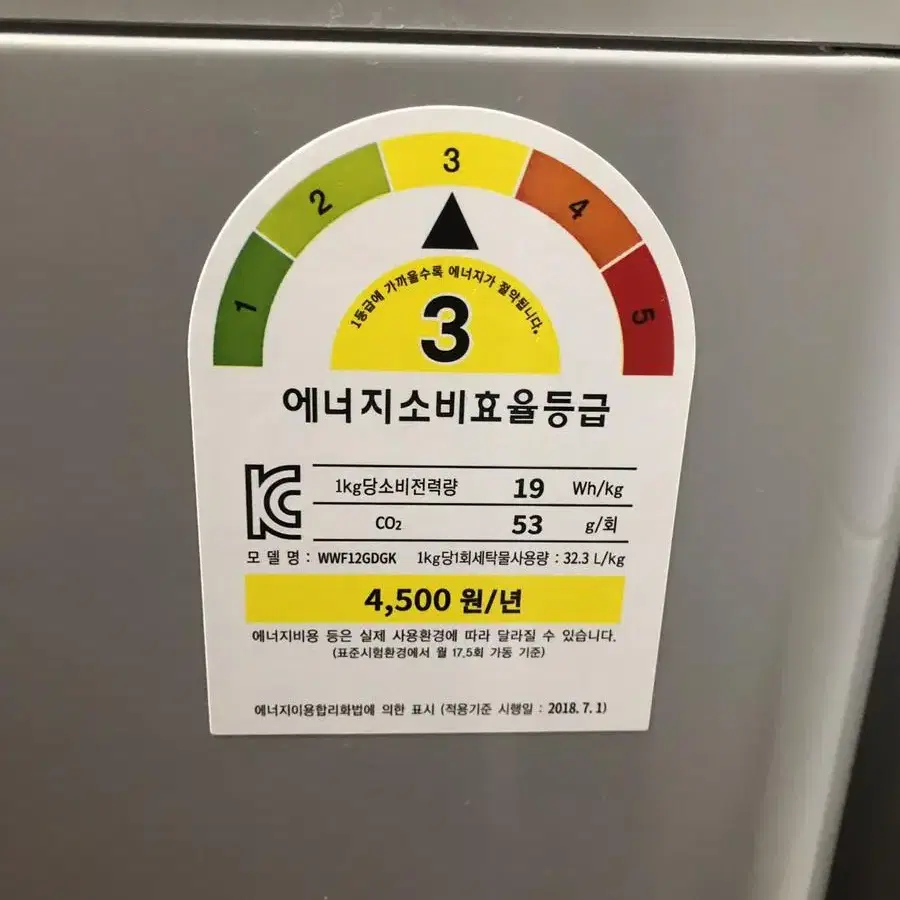 1
2
3
4
5
1등급에 가까울수록 에너지가 절약됩니다.
3
에너지소비효율등급
1kg당소비전력량 19 Wh/kg
CO₂ 53 g/회
모 델 명 : WWF12GDGK 1kg당1회세탁물사용량 : 32.3 L/kg
4,500 원/년
에너지비용 등은 실제 사용환경에 따라 달라질 수 있습니다.
(표준시험환경에서 월 17.5회 가동 기준)
에너지이용합리화법에 의한 표시 (적용기준 시행일 : 2018. 7. 1)